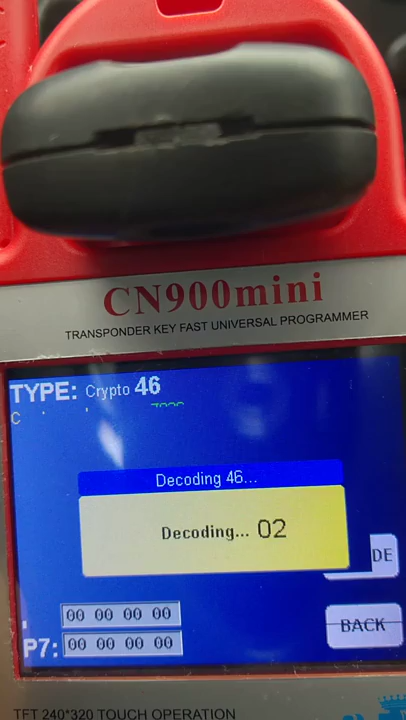 CN900mini
TRANSPONDER KEY FAST UNIVERSAL PROGRAMMER
TYPE: Crypto 46
C
Decoding 46...
Decoding... 02
DE
00 00 00 00
BACK
P7: 00 00 00 00
TFT 240*320 TOUCH OPERATION